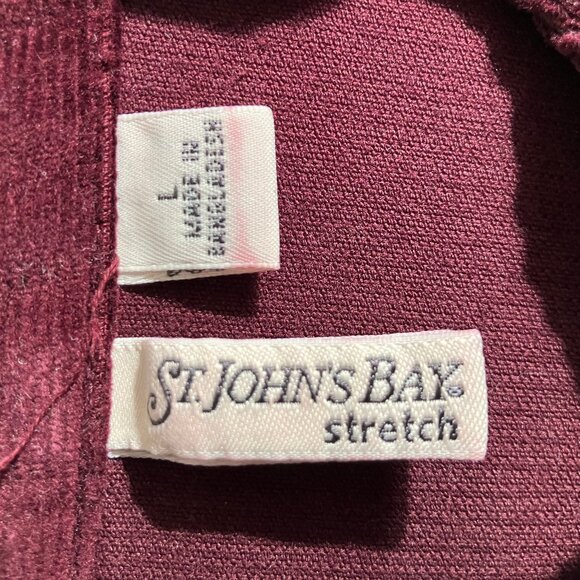 L
MADE IN
BANGLADESH
ST. JOHN'S BAY®
stretch